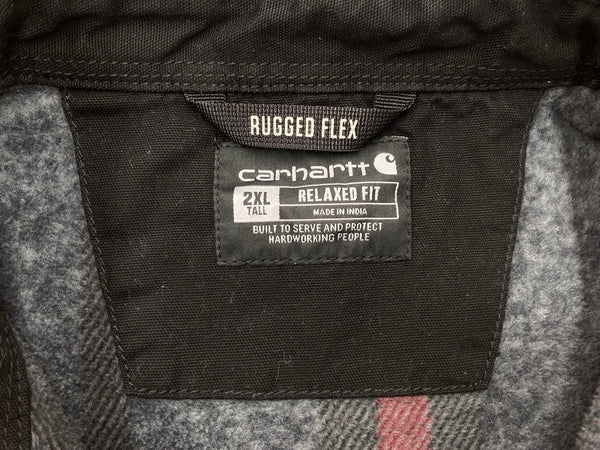 RUGGED FLEX
carhartt
2XL TALL RELAXED FIT
MADE IN INDIA
BUILT TO SERVE AND PROTECT
HARDWORKING PEOPLE